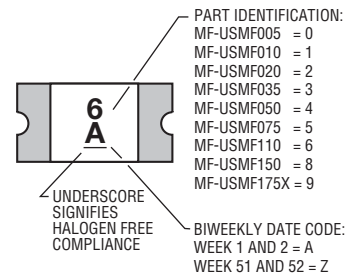 PART IDENTIFICATION:
MF-USMF005 = 0
MF-USMF010 = 1
MF-USMF020 = 2
MF-USMF035 = 3
MF-USMF050 = 4
MF-USMF075 = 5
MF-USMF110 = 6
MF-USMF150 = 8
MF-USMF175X = 9
6
A
UNDERSCORE
SIGNIFIES
HALOGEN FREE
COMPLIANCE
BIWEEKLY DATE CODE:
WEEK 1 AND 2 = A
WEEK 51 AND 52 = Z